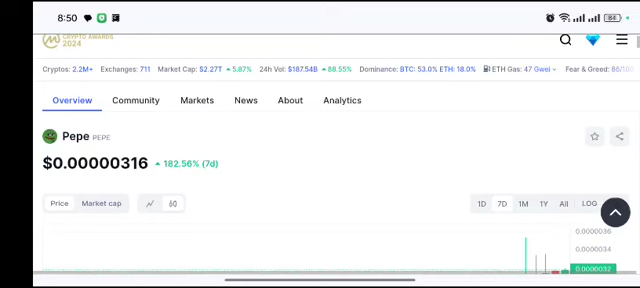 8:50
84
CRYPTO AWARDS
2024
Cryptos: 2.2M+ Exchanges: 711 Market Cap: $2.27T 5.87% 24h Vol: $187.54B 88.55% Dominance: BTC: 53.0% ETH: 18.0% ETH Gas: 47 Gwei Fear & Greed: 86/100
Overview Community Markets News About Analytics
Pepe PEPE
$0.00000316 182.56% (7d)
Price Market cap 1D 7D 1M 1Y All LOG
0.0000036
0.0000034
0.0000032